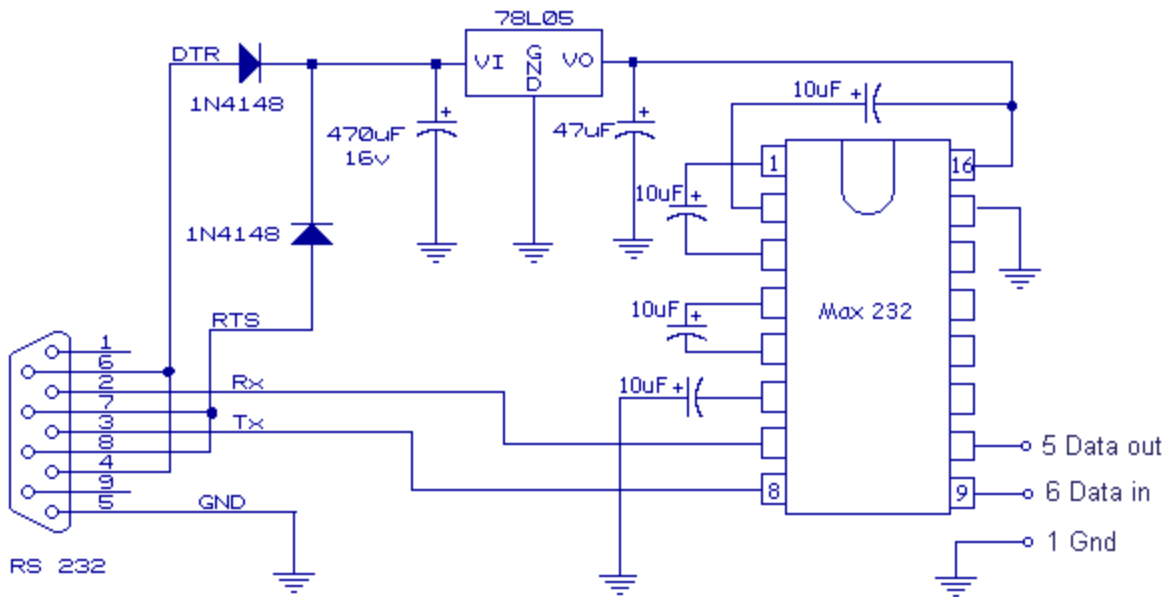 78L05
DTR
VI
GND
VO
1N4148
470uF
16v
47uF
10uF +
+
+
1
16
10uF +
1N4148
Max 232
10uF +
RTS
1
6
2
Rx
10uF +
7
3
Tx
8
4
9
5
GND
8
9
5 Data out
6 Data in
1 Gnd
RS 232